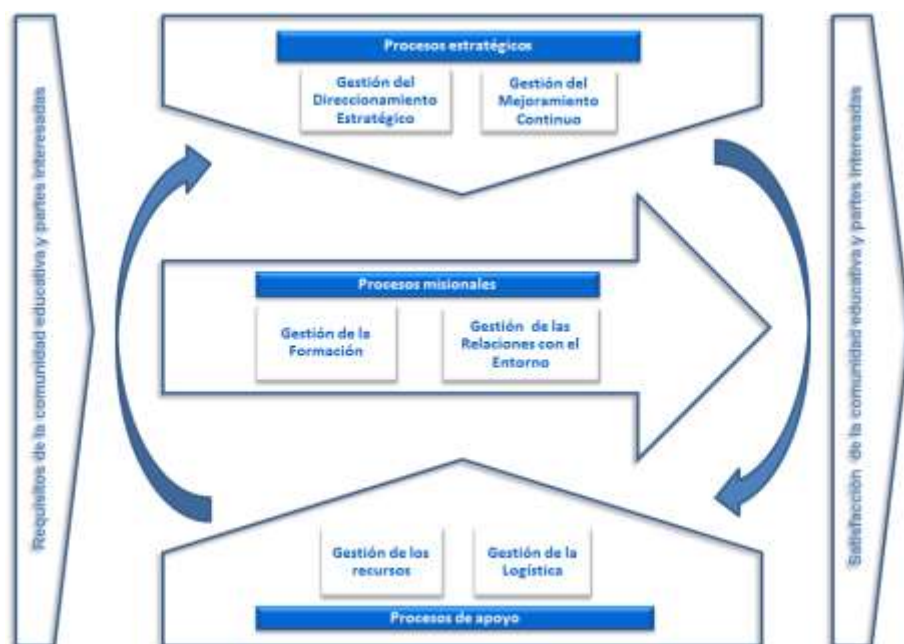 Requisitos de la comunidad educativa y partes interesadas
Procesos estratégicos
Gestión del
Direccionamiento
Estratégico
Gestión del
Mejoramiento
Continuo
Procesos misionales
Gestión de la
Formación
Gestión de las
Relaciones con el
Entorno
Gestión de los
recursos
Gestión de la
Logística
Procesos de apoyo
Satisfacción de la comunidad educativa y partes interesadas